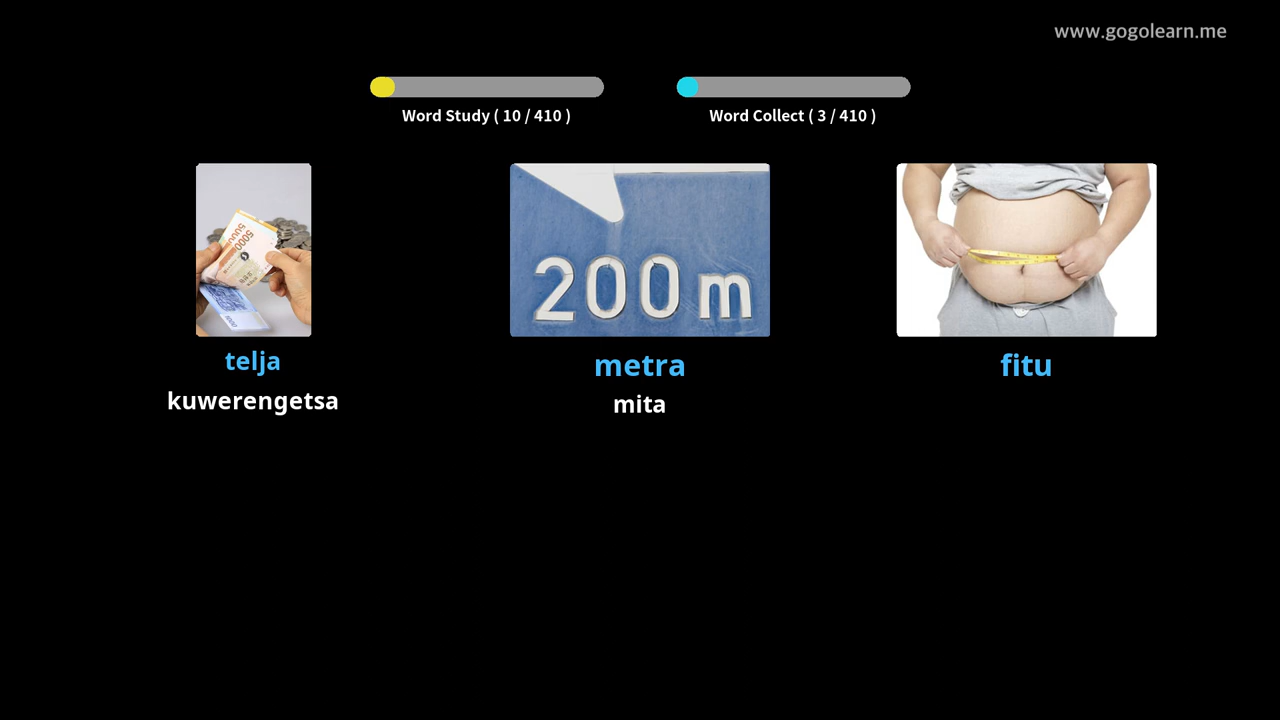 www.gogolearn.me
Word Study ( 10 / 410 )
Word Collect ( 3 / 410 )
200 m
telja
metra
fitu
kuwerengetsa
mita